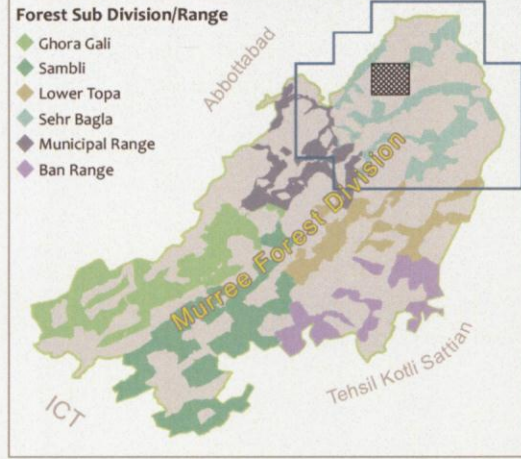 Forest Sub Division/Range
Ghora Gali
Sambli
Lower Topa
Sehr Bagla
Municipal Range
Ban Range
Abbottabad
Murree Forest Division
Tehsil Kotli Sattian
ICT